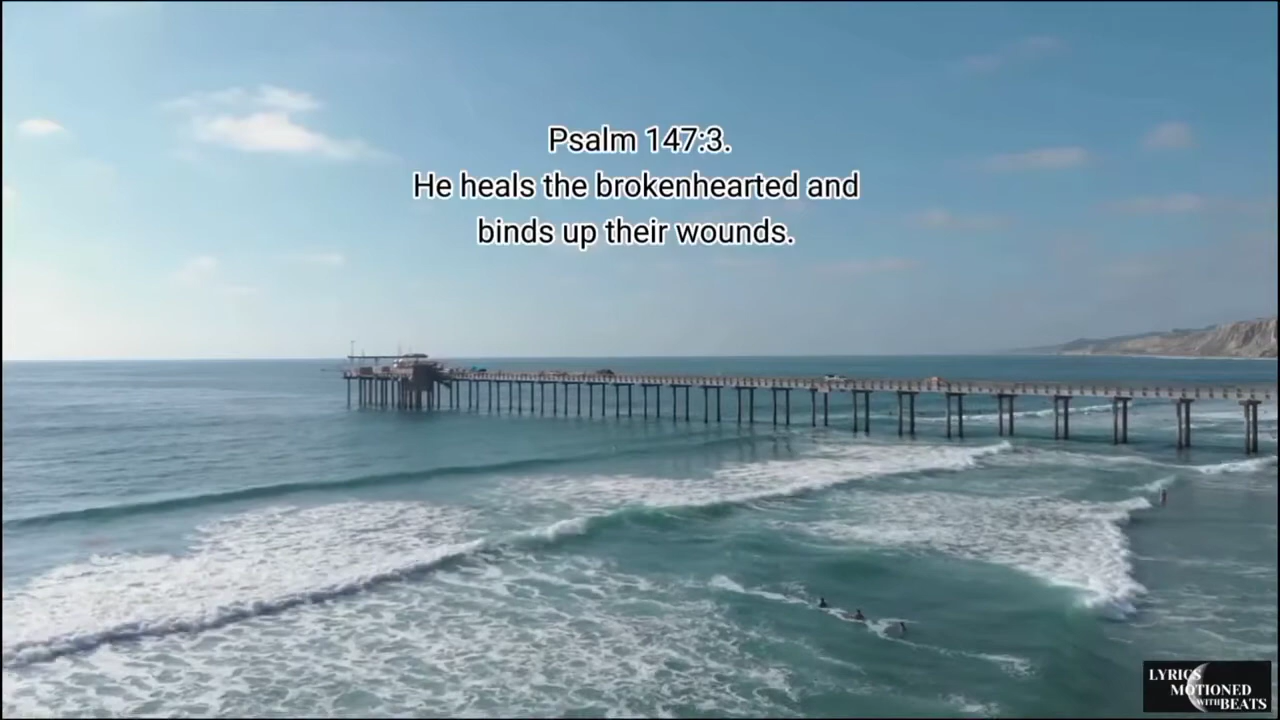 Psalm 147:3.
He heals the brokenhearted and
binds up their wounds.
LYRICS
MOTIONED
WITH BEATS